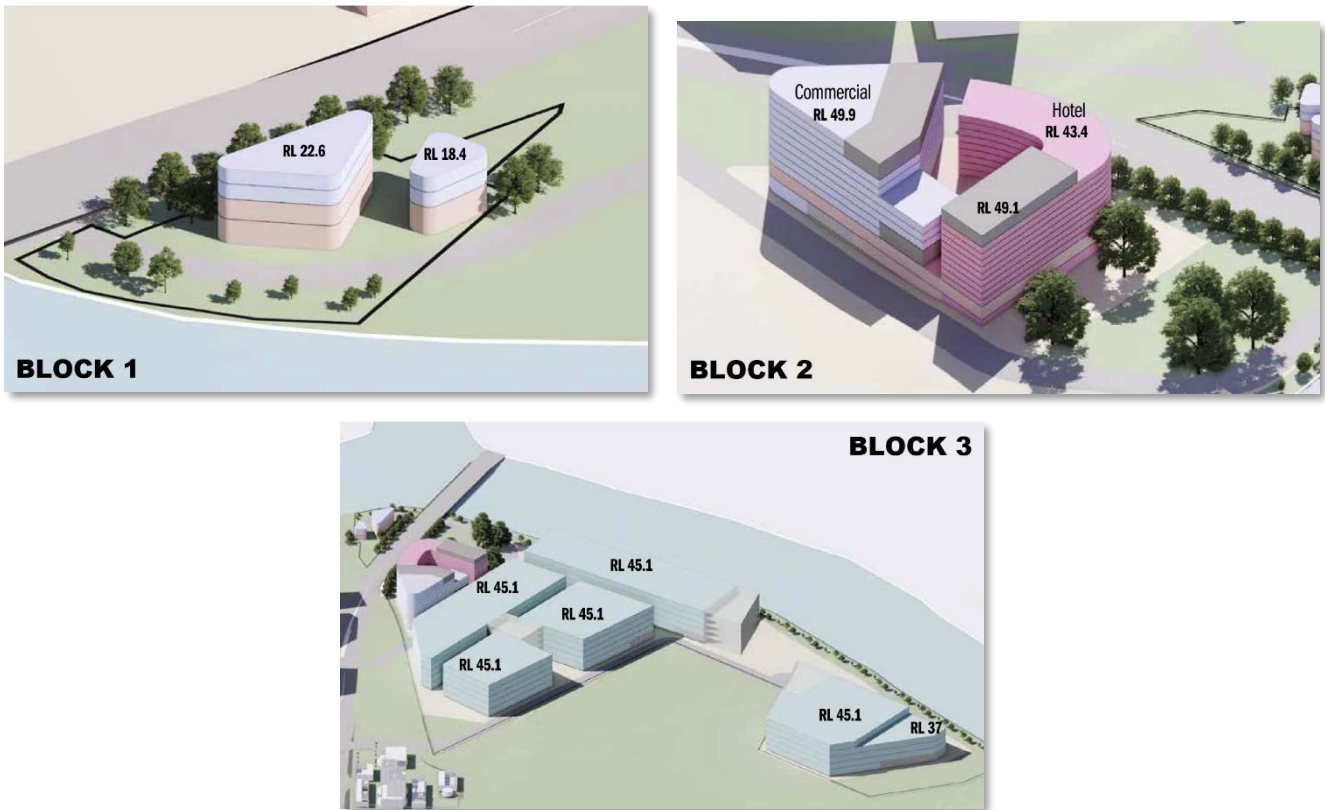 RL 22.6
RL 18.4
BLOCK 1
Commercial
RL 49.9
Hotel
RL 43.4
RL 49.1
BLOCK 2
BLOCK 3
RL 45.1
RL 45.1
RL 45.1
RL 45.1
RL 45.1
RL 37